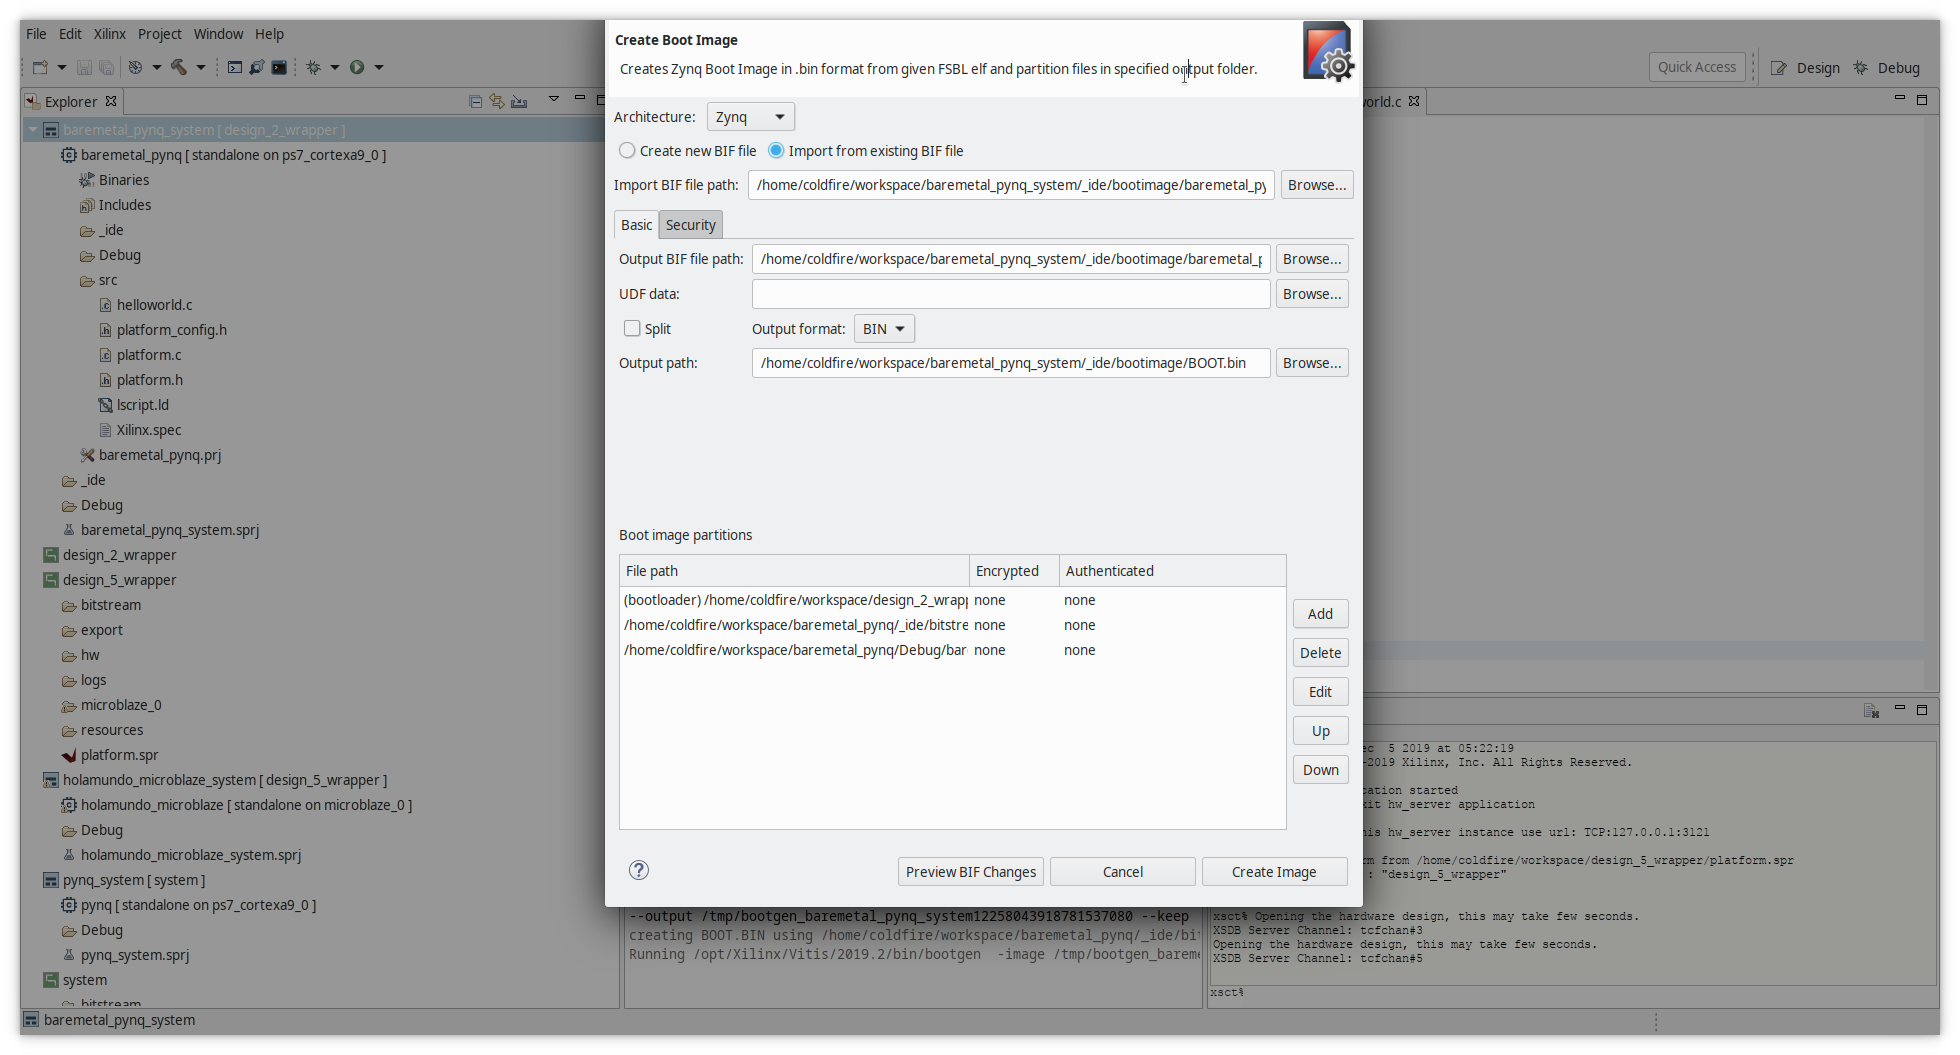 File Edit Xilinx Project Window Help
Quick Access
Design
Debug
Explorer
baremetal_pynq_system [ design_2_wrapper ]
baremetal_pynq [ standalone on ps7_cortexa9_0 ]
Binaries
Includes
_ide
Debug
src
helloworld.c
platform_config.h
platform.c
platform.h
lscript.ld
Xilinx.spec
baremetal_pynq.prj
_ide
Debug
baremetal_pynq_system.sprj
design_2_wrapper
design_5_wrapper
bitstream
export
hw
logs
microblaze_0
resources
platform.spr
holamundo_microblaze_system [ design_5_wrapper ]
holamundo_microblaze [ standalone on microblaze_0 ]
Debug
holamundo_microblaze_system.sprj
pynq_system [ system ]
pynq [ standalone on ps7_cortexa9_0 ]
Debug
pynq_system.sprj
system
bitstream
baremetal_pynq_system
Create Boot Image
Creates Zynq Boot Image in .bin format from given FSBL elf and partition files in specified output folder.
Architecture: Zynq
Create new BIF file Import from existing BIF file
Import BIF file path: /home/coldfire/workspace/baremetal_pynq_system/_ide/bootimage/baremetal_py Browse...
Basic Security
Output BIF file path: /home/coldfire/workspace/baremetal_pynq_system/_ide/bootimage/baremetal_p Browse...
UDF data: Browse...
Split Output format: BIN
Output path: /home/coldfire/workspace/baremetal_pynq_system/_ide/bootimage/BOOT.bin Browse...
Boot image partitions
File path Encrypted Authenticated
(bootloader) /home/coldfire/workspace/design_2_wrapp none none
/home/coldfire/workspace/baremetal_pynq/_ide/bitstre none none
/home/coldfire/workspace/baremetal_pynq/Debug/bar none none
Add
Delete
Edit
Up
Down
Preview BIF Changes Cancel Create Image
orld.c
--output /tmp/bootgen_baremetal_pynq_system12258043918781537080 --keep
creating BOOT.BIN using /home/coldfire/workspace/baremetal_pynq/_ide/bi
Running /opt/Xilinx/Vitis/2019.2/bin/bootgen -image /tmp/bootgen_bareme
ec 5 2019 at 05:22:19
-2019 Xilinx, Inc. All Rights Reserved.
cation started
xit hw_server application
his hw_server instance use url: TCP:127.0.0.1:3121
rm from /home/coldfire/workspace/design_5_wrapper/platform.spr
: "design_5_wrapper"
xsct% Opening the hardware design, this may take few seconds.
XSDB Server Channel: tcfchan#3
Opening the hardware design, this may take few seconds.
XSDB Server Channel: tcfchan#5
xsct%